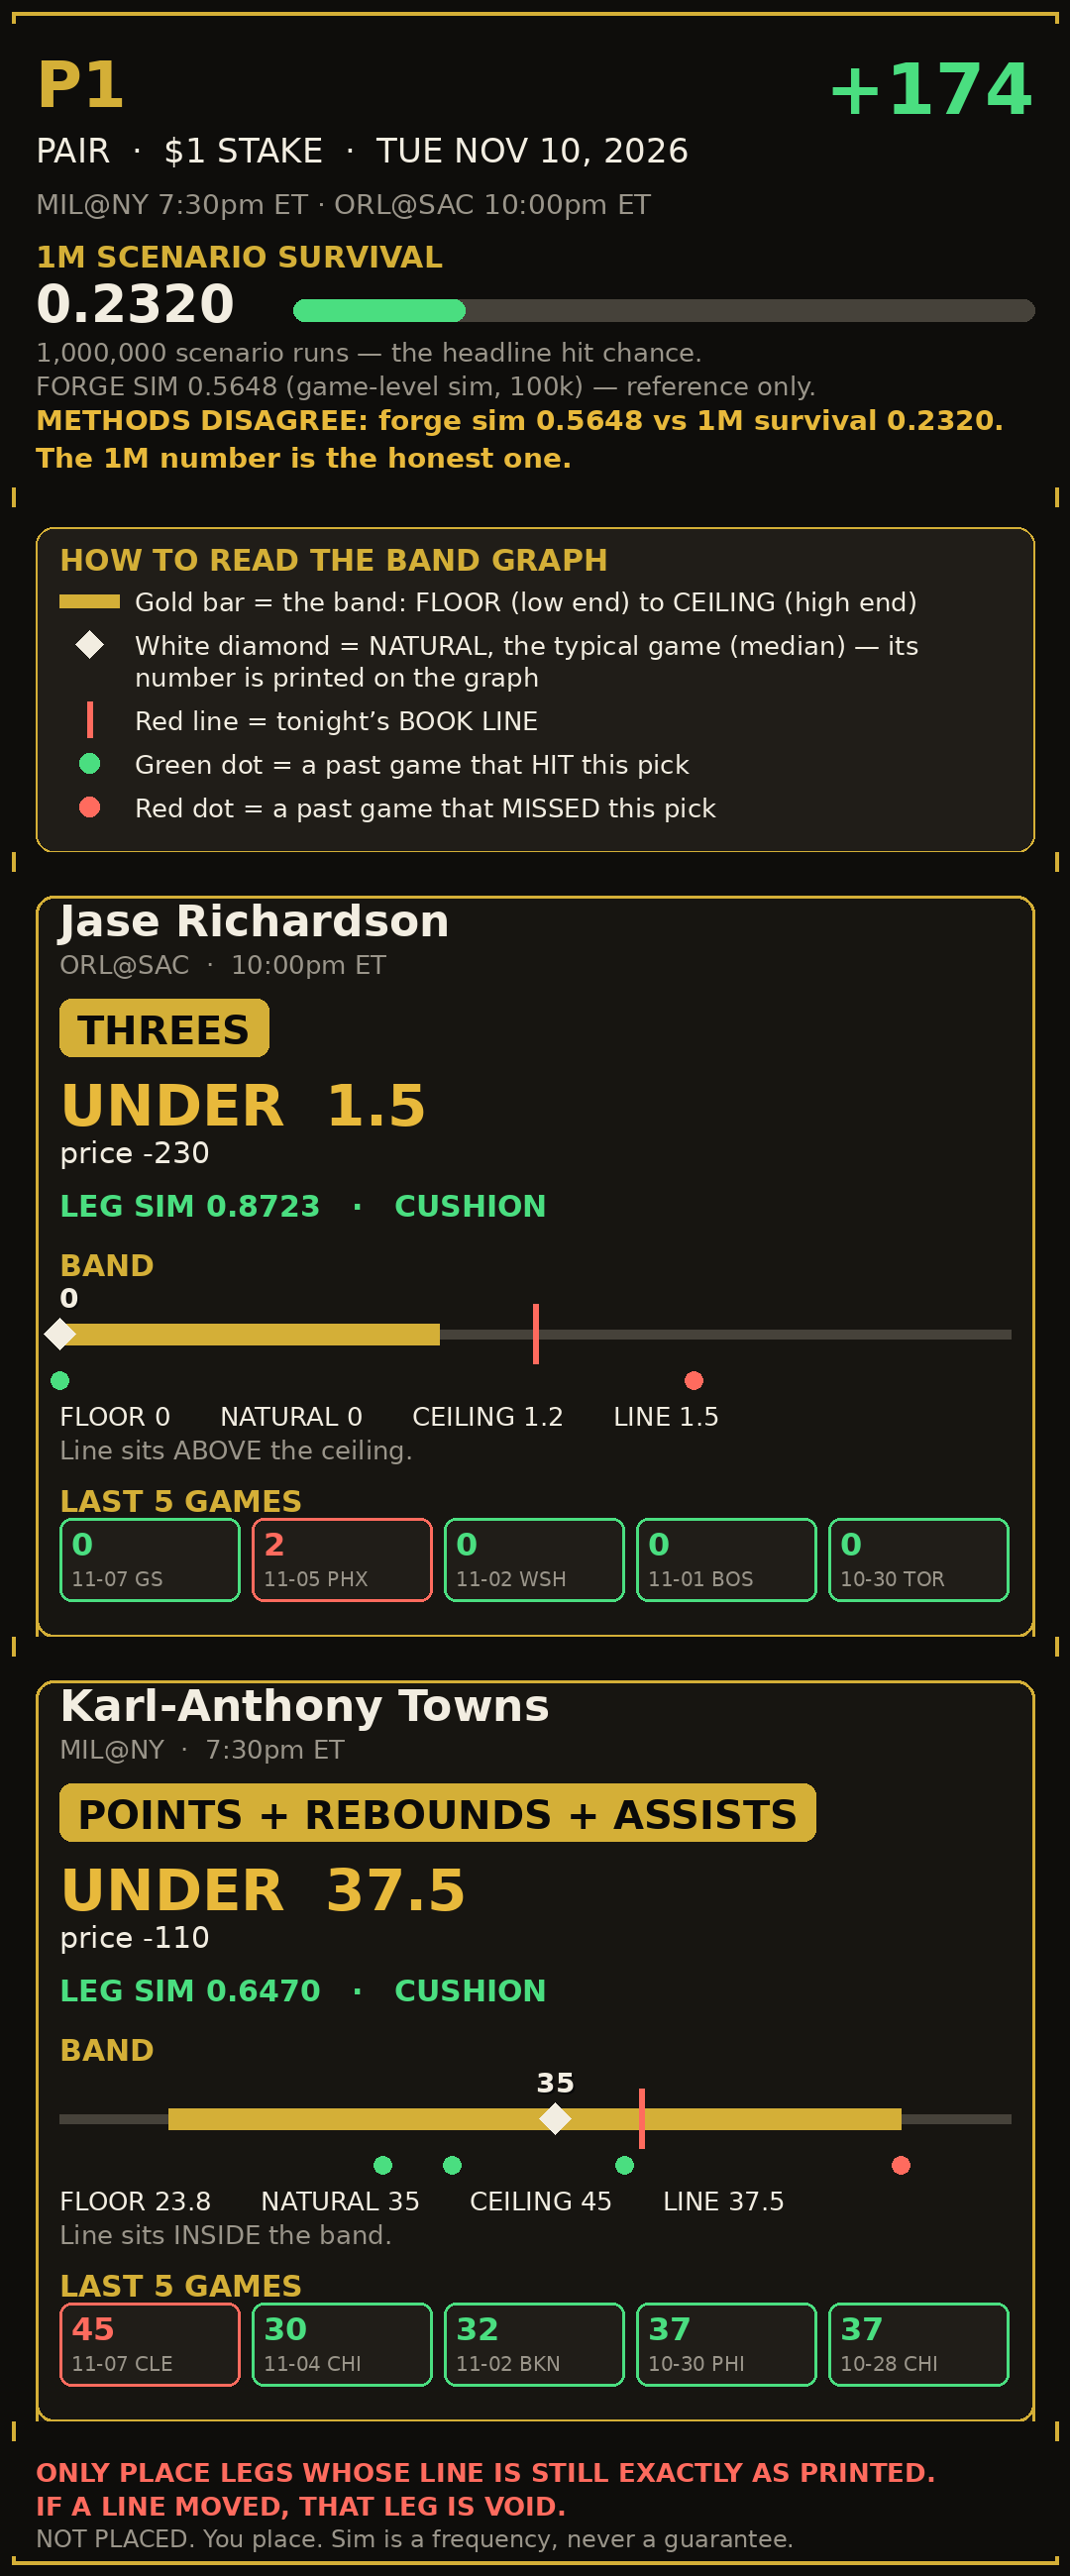 P1
+174
PAIR · $1 STAKE · TUE NOV 10, 2026
MIL@NY 7:30pm ET · ORL@SAC 10:00pm ET
1M SCENARIO SURVIVAL
0.2320
1,000,000 scenario runs — the headline hit chance.
FORGE SIM 0.5648 (game-level sim, 100k) — reference only.
METHODS DISAGREE: forge sim 0.5648 vs 1M survival 0.2320.
The 1M number is the honest one.
HOW TO READ THE BAND GRAPH
Gold bar = the band: FLOOR (low end) to CEILING (high end)
White diamond = NATURAL, the typical game (median) — its
number is printed on the graph
Red line = tonight’s BOOK LINE
Green dot = a past game that HIT this pick
Red dot = a past game that MISSED this pick
Jase Richardson
ORL@SAC · 10:00pm ET
THREES
UNDER 1.5
price -230
LEG SIM 0.8723 · CUSHION
BAND
0
FLOOR 0 NATURAL 0 CEILING 1.2 LINE 1.5
Line sits ABOVE the ceiling.
LAST 5 GAMES
0 2 0 0 0
11-07 GS 11-05 PHX 11-02 WSH 11-01 BOS 10-30 TOR
Karl-Anthony Towns
MIL@NY · 7:30pm ET
POINTS + REBOUNDS + ASSISTS
UNDER 37.5
price -110
LEG SIM 0.6470 · CUSHION
BAND
35
FLOOR 23.8 NATURAL 35 CEILING 45 LINE 37.5
Line sits INSIDE the band.
LAST 5 GAMES
45 30 32 37 37
11-07 CLE 11-04 CHI 11-02 BKN 10-30 PHI 10-28 CHI
ONLY PLACE LEGS WHOSE LINE IS STILL EXACTLY AS PRINTED.
IF A LINE MOVED, THAT LEG IS VOID.
NOT PLACED. You place. Sim is a frequency, never a guarantee.